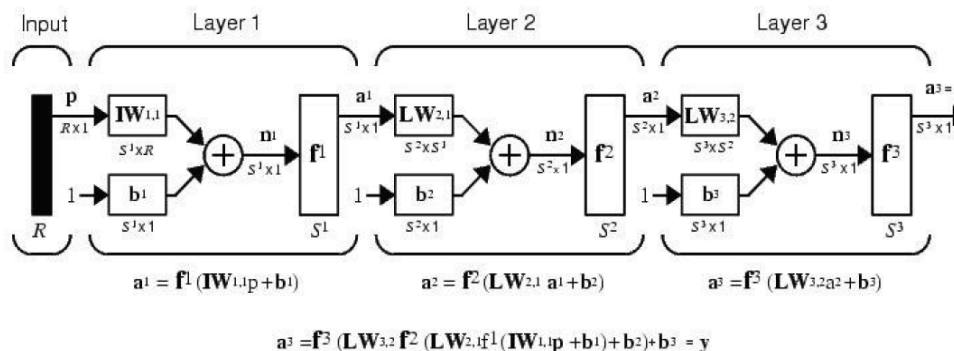 Input Layer 1 Layer 2 Layer 3
p a¹ a² a³ =
IW1,1 LW2,1 LW3,2
R x 1 S¹ x 1 S² x 1 S³ x 1
S¹ x R n¹ S² x S¹ n² S³ x S² n³
f¹ f² f³
S¹ x 1 S² x 1 S³ x 1
1 b¹ 1 b² 1 b³
S¹ x 1 S² x 1 S³ x 1
R S¹ S² S³
a¹ = f¹ (IW1,1p + b¹) a² = f² (LW2,1 a¹ + b²) a³ = f³ (LW3,2a² + b³)
a³ = f³ (LW3,2 f² (LW2,1f¹(IW1,1p + b¹) + b²) + b³ = y